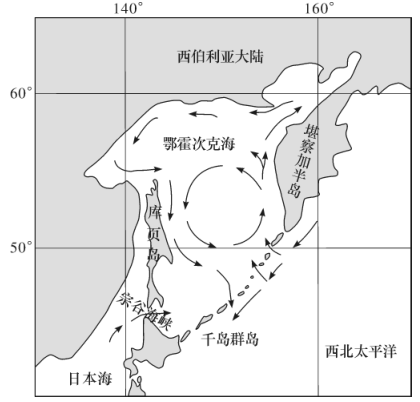 140°
160°
西伯利亚大陆
60°
鄂霍次克海
堪察加半岛
库页岛
50°
宗谷海峡
千岛群岛
西北太平洋
日本海